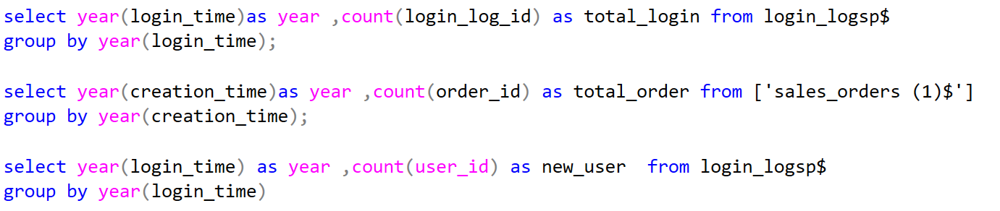 select year(login_time)as year ,count(login_log_id) as total_login from login_logsp$
group by year(login_time);
select year(creation_time)as year ,count(order_id) as total_order from ['sales_orders (1)$']
group by year(creation_time);
select year(login_time) as year ,count(user_id) as new_user  from login_logsp$
group by year(login_time)